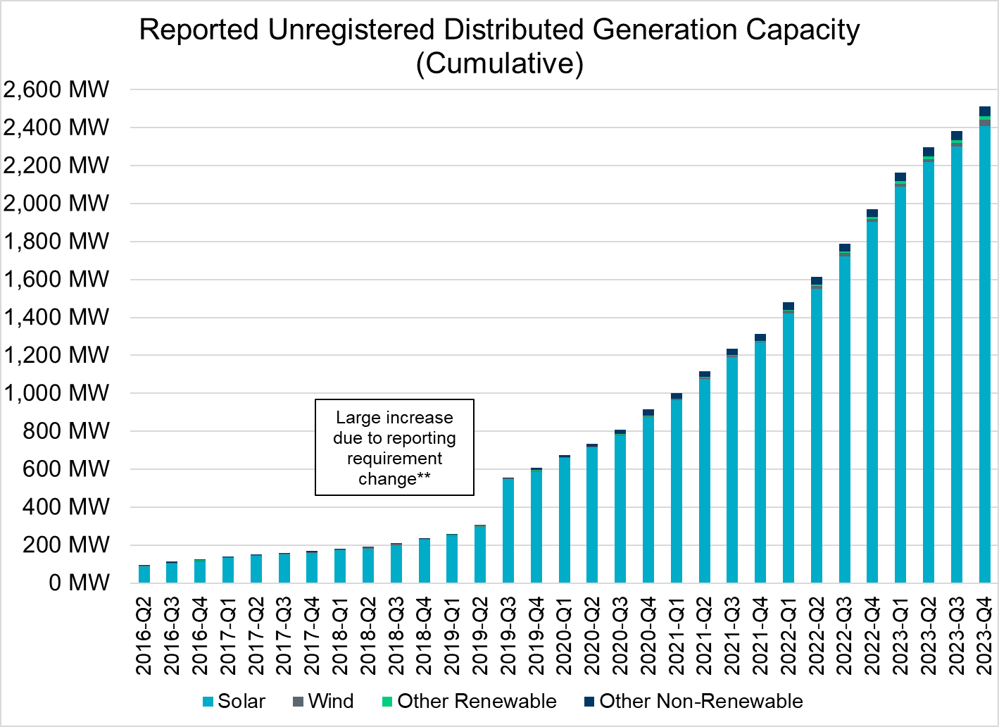 Reported Unregistered Distributed Generation Capacity
(Cumulative)
2,600 MW
2,400 MW
2,200 MW
2,000 MW
1,800 MW
1,600 MW
1,400 MW
1,200 MW
1,000 MW
800 MW
600 MW
400 MW
200 MW
0 MW
Large increase
due to reporting
requirement
change**
2016-Q2
2016-Q3
2016-Q4
2017-Q1
2017-Q2
2017-Q3
2017-Q4
2018-Q1
2018-Q2
2018-Q3
2018-Q4
2019-Q1
2019-Q2
2019-Q3
2019-Q4
2020-Q1
2020-Q2
2020-Q3
2020-Q4
2021-Q1
2021-Q2
2021-Q3
2021-Q4
2022-Q1
2022-Q2
2022-Q3
2022-Q4
2023-Q1
2023-Q2
2023-Q3
2023-Q4
Solar Wind Other Renewable Other Non-Renewable